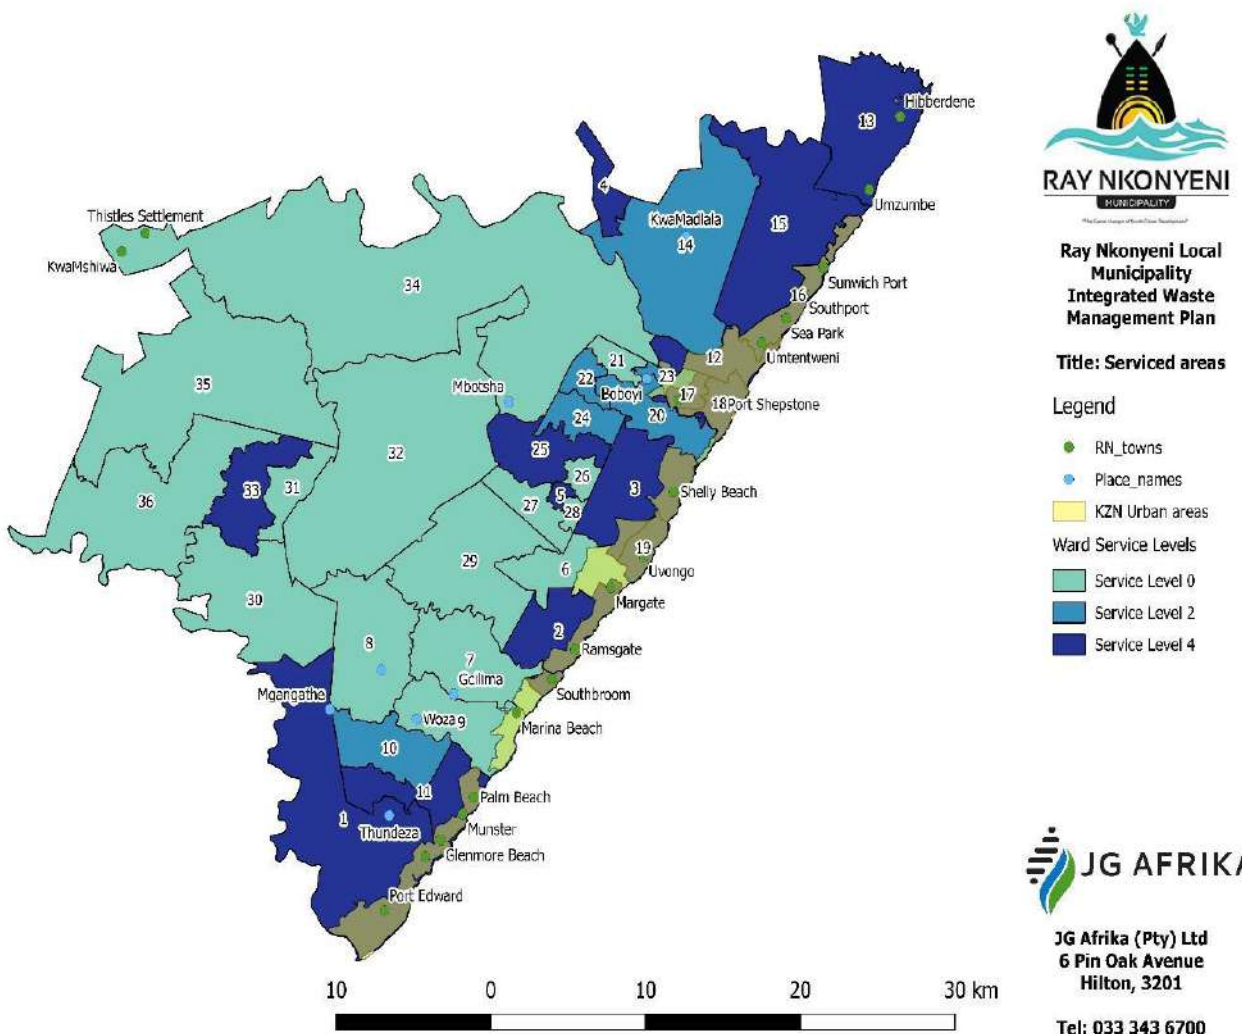 Hibberdene
13
4
Umzumbe
KwaMadlala
14
15
Thistles Settlement
KwaMshiwa
34
Sunwich Port
16
Southport
Sea Park
12
Umtentweni
21
23
22
Boboyi
17
35
Mbotsha
18
Port Shepstone
20
24
25
32
26
33
31
3
5
Shelly Beach
36
27
28
19
29
6
Uvongo
30
Margate
2
8
Ramsgate
7
Gcilima
Southbroom
Mgangathe
Woza
9
Marina Beach
10
11
Palm Beach
1
Thundeza
Munster
Glenmore Beach
Port Edward
10
0
10
20
30 km
RAY NKONYENI
MUNICIPALITY
Ray Nkonyeni Local
Municipality
Integrated Waste
Management Plan
Title: Serviced areas
Legend
RN_towns
Place_names
KZN Urban areas
Ward Service Levels
Service Level 0
Service Level 2
Service Level 4
JG AFRIKA
JG Afrika (Pty) Ltd
6 Pin Oak Avenue
Hilton, 3201
Tel: 033 343 6700